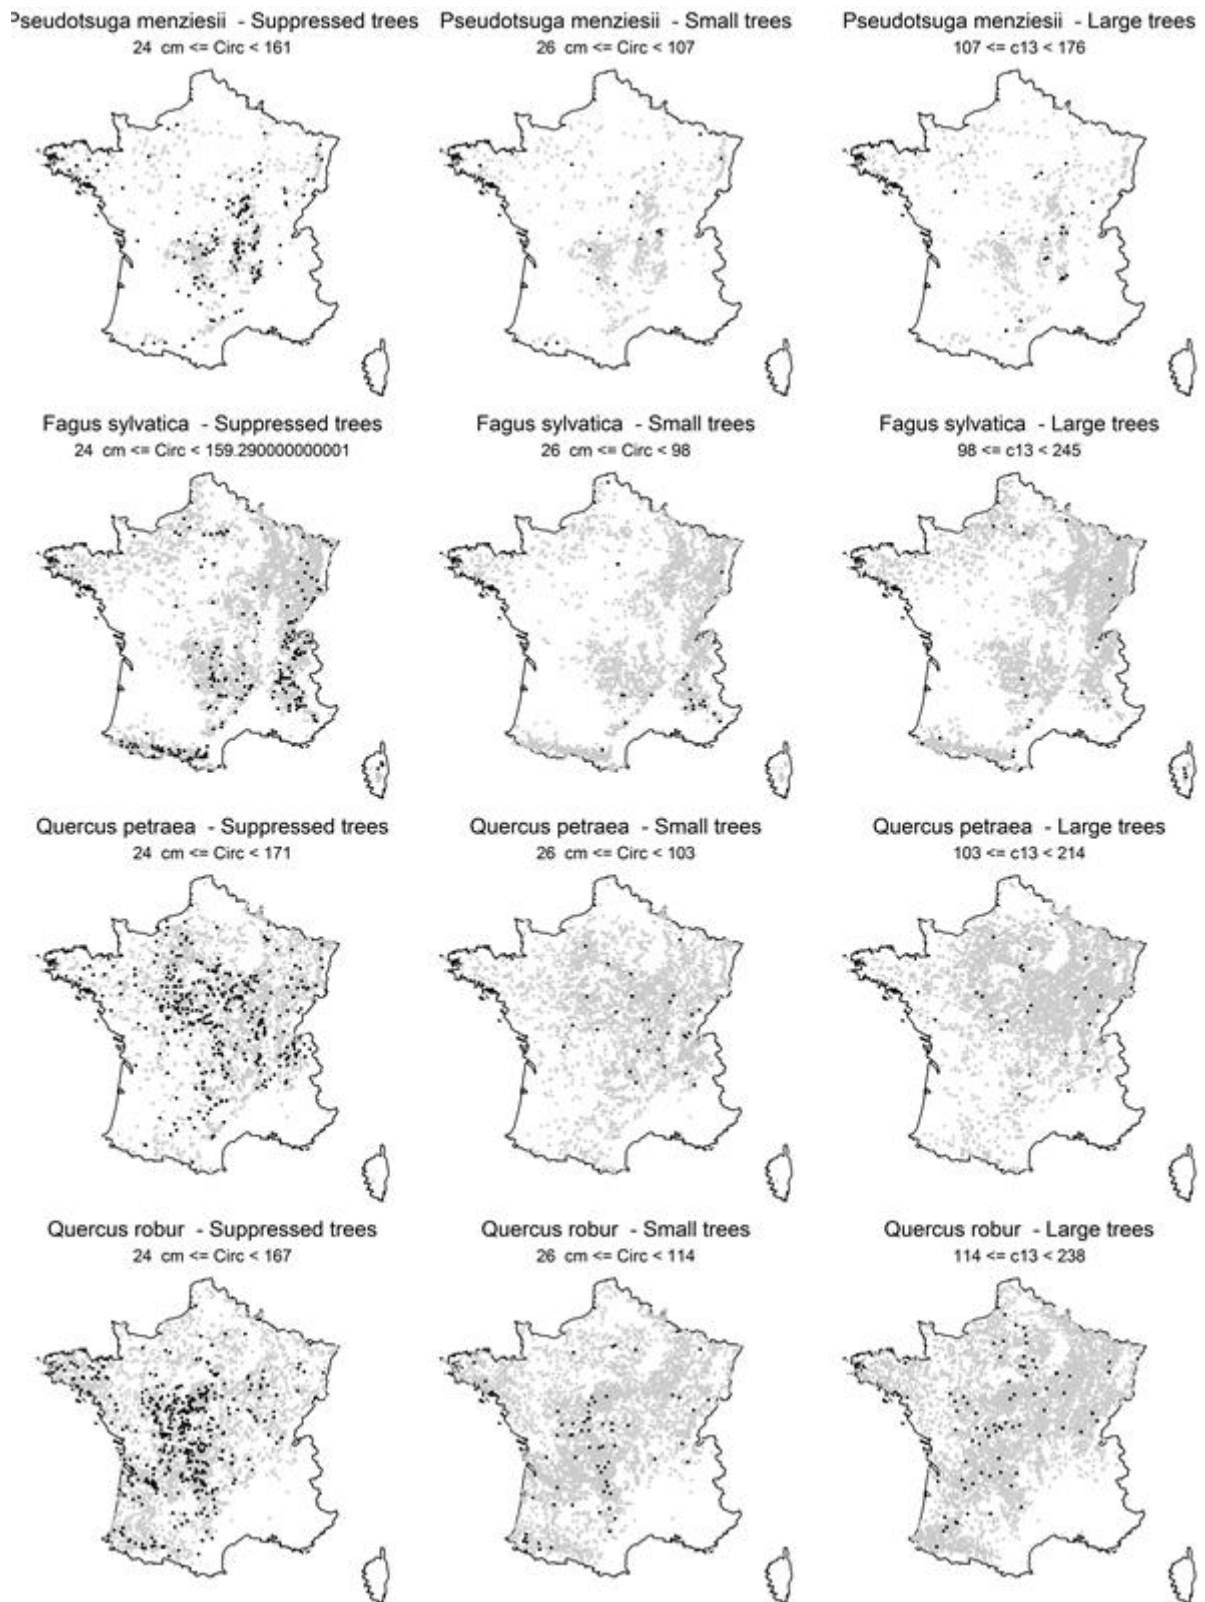 Pseudotsuga menziesii - Suppressed trees
24 cm <= Circ < 161
Pseudotsuga menziesii - Small trees
26 cm <= Circ < 107
Pseudotsuga menziesii - Large trees
107 <= c13 < 176
Fagus sylvatica - Suppressed trees
24 cm <= Circ < 159.290000000001
Fagus sylvatica - Small trees
26 cm <= Circ < 98
Fagus sylvatica - Large trees
98 <= c13 < 245
Quercus petraea - Suppressed trees
24 cm <= Circ < 171
Quercus petraea - Small trees
26 cm <= Circ < 103
Quercus petraea - Large trees
103 <= c13 < 214
Quercus robur - Suppressed trees
24 cm <= Circ < 167
Quercus robur - Small trees
26 cm <= Circ < 114
Quercus robur - Large trees
114 <= c13 < 238